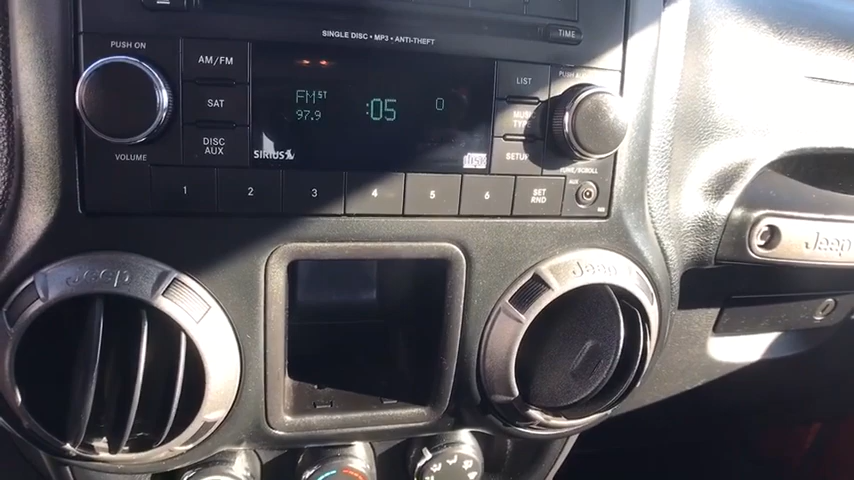 SINGLE DISC • MP3 • ANTI-THEFT
TIME
PUSH ON
VOLUME
AM/FM
SAT
DISC
AUX
FM ST
97.9
:05
0
SIRIUS
LIST
MUSIC
TYPE
SETUP
PUSH
TUNE/SCROLL
AUX
1
2
3
4
5
6
SET
RND
Jeep
Jeep
Jeep